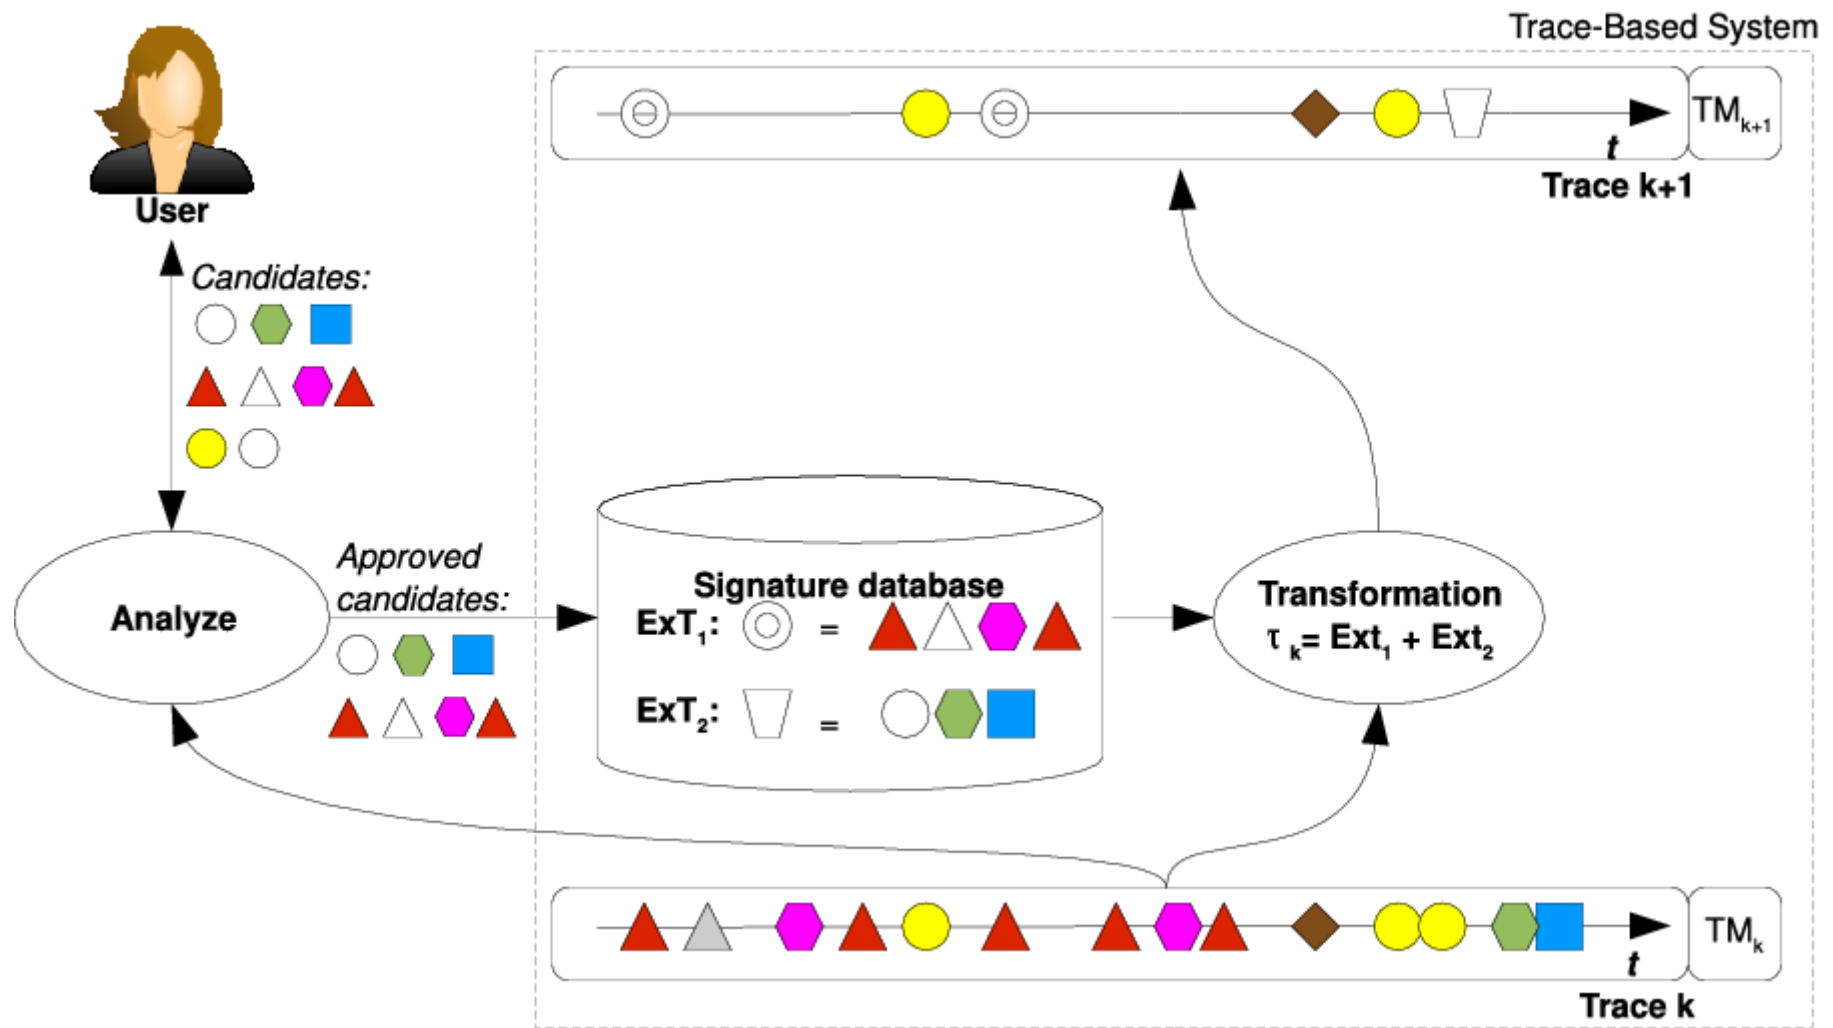 Trace-Based System
TMk+1
t
Trace k+1
User
Candidates:
Approved
candidates:
Analyze
Signature database
ExT1: =
ExT2: =
Transformation
τ k= Ext1 + Ext2
TMk
t
Trace k